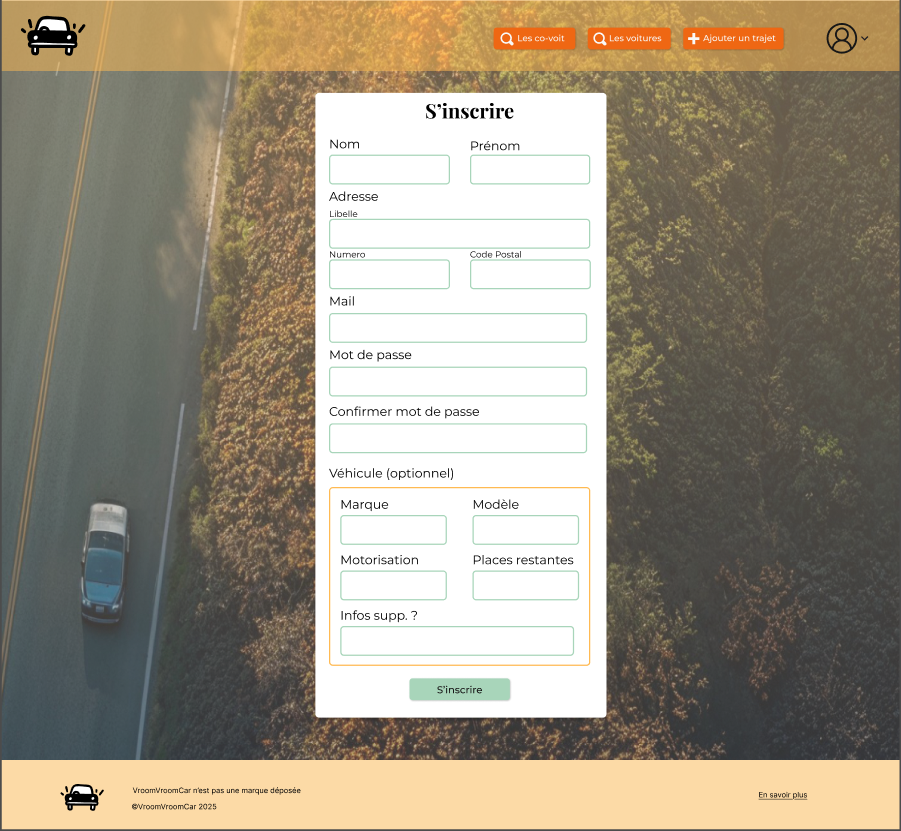 Les co-voit Les voitures Ajouter un trajet
S'inscrire
Nom Prénom
Adresse
Libelle
Numero Code Postal
Mail
Mot de passe
Confirmer mot de passe
Véhicule (optionnel)
Marque Modèle
Motorisation Places restantes
Infos supp. ?
S'inscrire
VroomVroomCar n'est pas une marque déposée
©VroomVroomCar 2025
En savoir plus